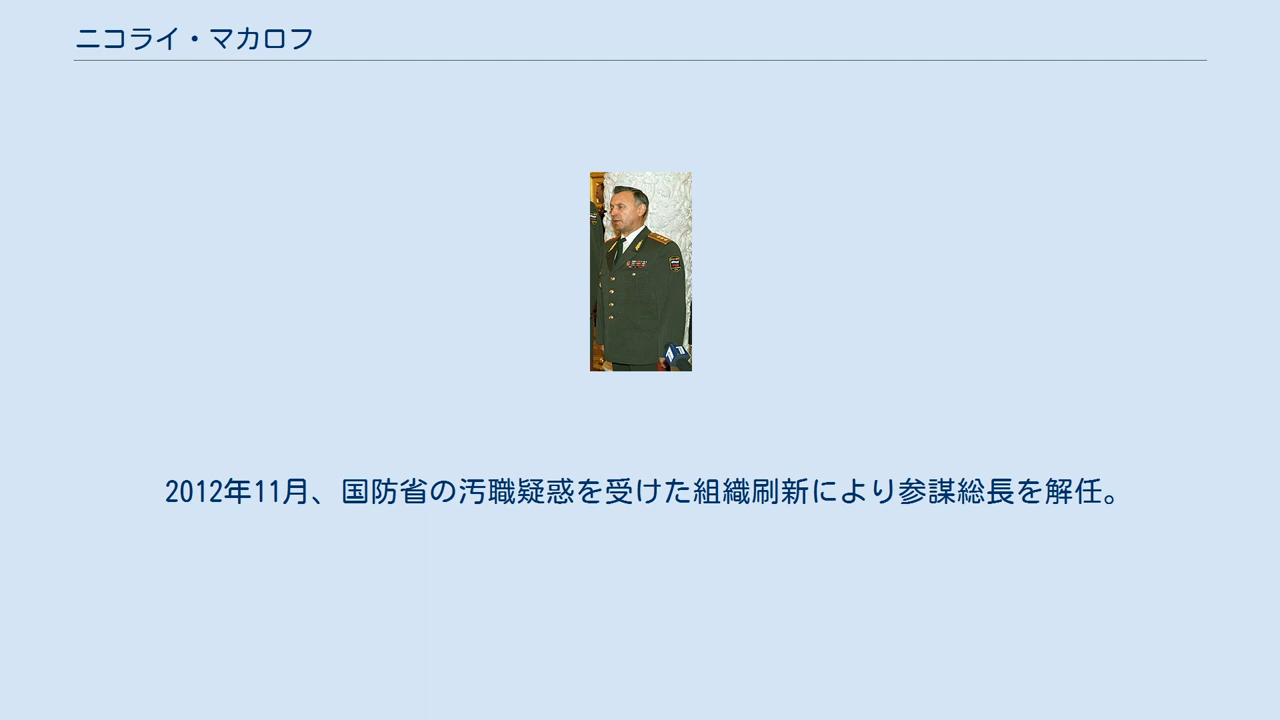 ニコライ・マカロフ
2012年11月、国防省の汚職疑惑を受けた組織刷新により参謀総長を解任。